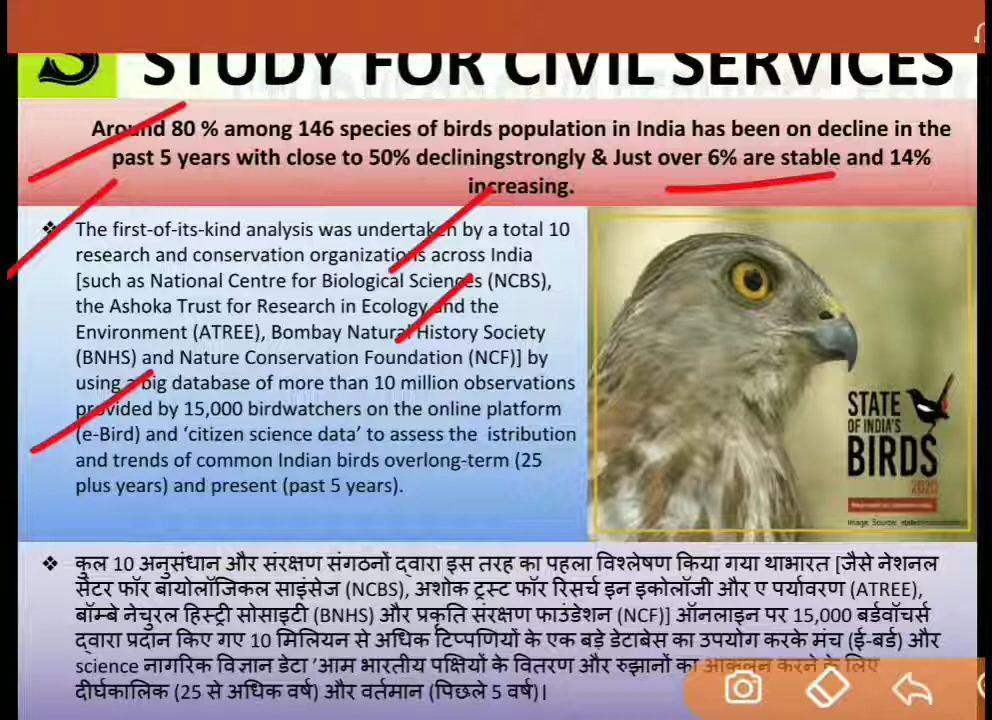 STUDY FOR CIVIL SERVICES
Around 80 % among 146 species of birds population in India has been on decline in the
past 5 years with close to 50% decliningstrongly & Just over 6% are stable and 14%
increasing.
❖ The first-of-its-kind analysis was undertaken by a total 10
research and conservation organizations across India
[such as National Centre for Biological Sciences (NCBS),
the Ashoka Trust for Research in Ecology and the
Environment (ATREE), Bombay Natural History Society
(BNHS) and Nature Conservation Foundation (NCF)] by
using a big database of more than 10 million observations
provided by 15,000 birdwatchers on the online platform
(e-Bird) and ‘citizen science data’ to assess the istribution
and trends of common Indian birds overlong-term (25
plus years) and present (past 5 years).
STATE
OF INDIA'S
BIRDS
Image Source:
❖ कुल 10 अनुसंधान और संरक्षण संगठनों द्वारा इस तरह का पहला विश्लेषण किया गया थाभारत [जैसे नेशनल
सेंटर फॉर बायोलॉजिकल साइंसेज (NCBS), अशोक ट्रस्ट फॉर रिसर्च इन इकोलॉजी और ए पर्यावरण (ATREE),
बॉम्बे नेचुरल हिस्ट्री सोसाइटी (BNHS) और प्रकृति संरक्षण फाउंडेशन (NCF)] ऑनलाइन पर 15,000 बर्डवॉचर्स
द्वारा प्रदान किए गए 10 मिलियन से अधिक टिप्पणियों के एक बड़े डेटाबेस का उपयोग करके मंच (ई-बर्ड) और
science नागरिक विज्ञान डेटा 'आम भारतीय पक्षियों के वितरण और रुझानों का आकलन करने के लिए
दीर्घकालिक (25 से अधिक वर्ष) और वर्तमान (पिछले 5 वर्ष)।